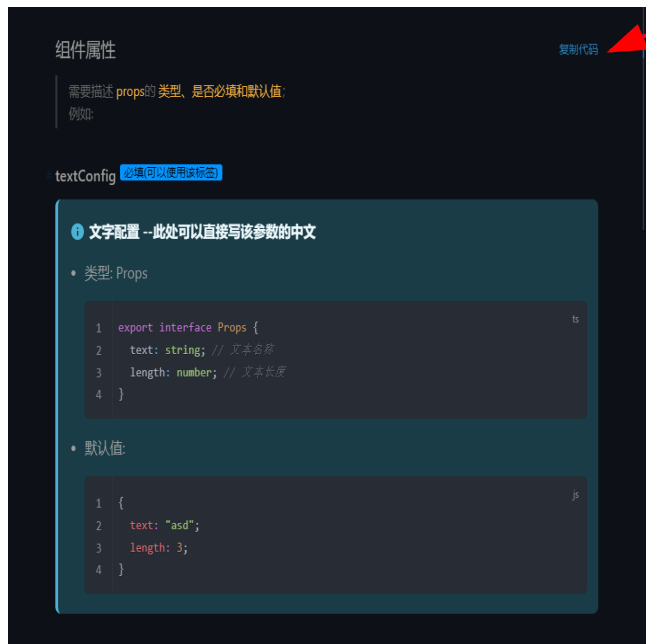 组件属性
复制代码
需要描述 props的 类型、是否必填和默认值;
例如:
textConfig 必填(可以使用该标签)
文字配置 --此处可以直接写该参数的中文
• 类型: Props
ts
1 export interface Props {
2 text: string; // 文本名称
3 length: number; // 文本长度
4 }
• 默认值:
js
1 {
2 text: "asd";
3 length: 3;
4 }